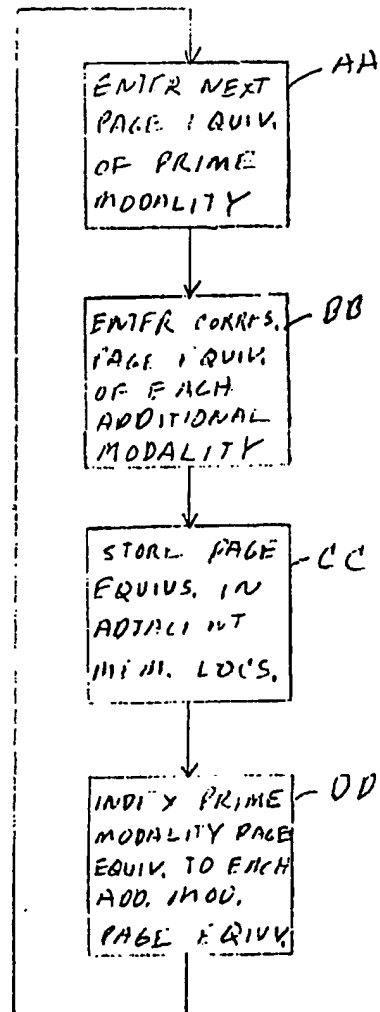 ENTER NEXT
PAGE EQUIV.
OF PRIME
MODALITY
AA
ENTER CORRES.
PAGE EQUIV.
OF EACH
ADDITIONAL
MODALITY
BB
STORE PAGE
EQUIVS. IN
ADJACENT
MEM. LOCS.
CC
INDEX PRIME
MODALITY PAGE
EQUIV. TO EACH
ADD. MOD.
PAGE EQUIV.
DD